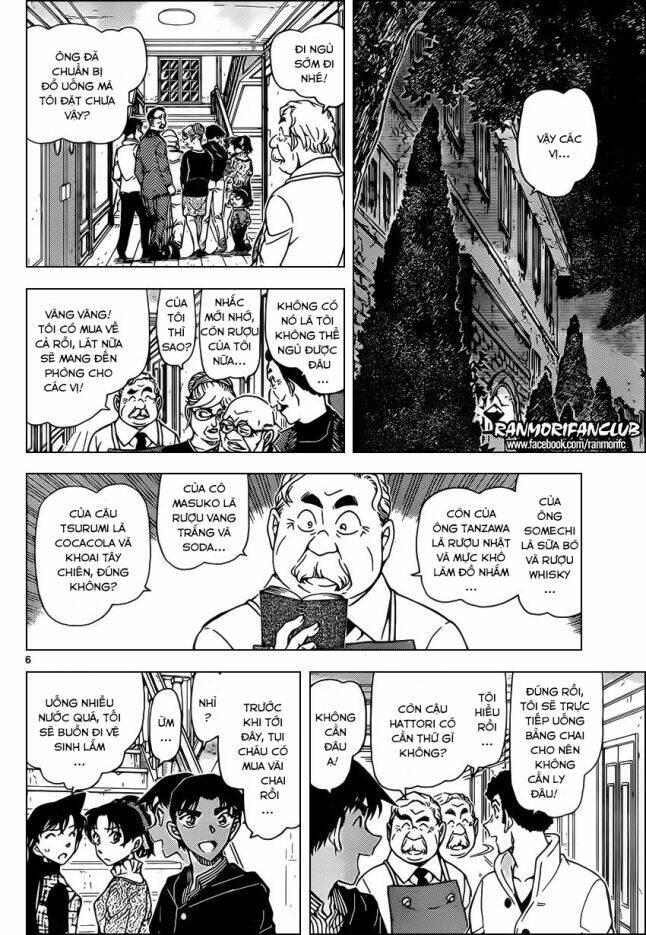 VẬY CÁC
VỊ...
RANMORIFANCLUB
www.facebook.com/ranmorifc
ĐI NGỦ
SỚM ĐI
NHÉ!
ÔNG ĐÃ
CHUẨN BỊ
ĐỒ UỐNG MÀ
TÔI ĐẶT CHƯA
VẬY?
KHÔNG CÓ
NÓ LÀ TÔI
KHÔNG THỂ
NGỦ ĐƯỢC
ĐÂU...
NHẮC
MỚI NHỚ,
CÒN RƯỢU
CỦA TÔI
NỮA...
CỦA
TÔI
THÌ
SAO?
VÂNG VÂNG!
TÔI CÓ MUA VỀ
CẢ RỒI, LÁT NỮA
SẼ MANG ĐẾN
PHÒNG CHO
CÁC VỊ!
CỦA
ÔNG
SOMECHI
LÀ SỮA BÒ
VÀ RƯỢU
WHISKY
...
CÒN CỦA
ÔNG TANZAWA
LÀ RƯỢU NHẬT
VÀ MỰC KHÔ
LÀM ĐỒ NHẮM
...
CỦA CÔ
MASUKO LÀ
RƯỢU VANG
TRẮNG VÀ
SODA...
CỦA CẬU
TSURUMI LÀ
COCACOLA VÀ
KHOAI TÂY
CHIÊN, ĐÚNG
KHÔNG?
6
ĐÚNG RỒI,
TÔI SẼ TRỰC
TIẾP UỐNG
BẰNG CHAI
CHO NÊN
KHÔNG
CẦN LY
ĐÂU!
TÔI
HIỂU
RỒI
...
CÒN CẬU
HATTORI CÓ
CẦN THỨ GÌ
KHÔNG?
KHÔNG
CẦN ĐÂU
Ạ!
TRƯỚC
KHI TỚI
ĐÂY, TỤI
CHÁU CÓ
MUA VÀI
CHAI
RỒI
...
NHỈ
?
ỪM
...
UỐNG NHIỀU
NƯỚC QUÁ, TỐI
SẼ BUỒN ĐI VỆ
SINH LẮM
...